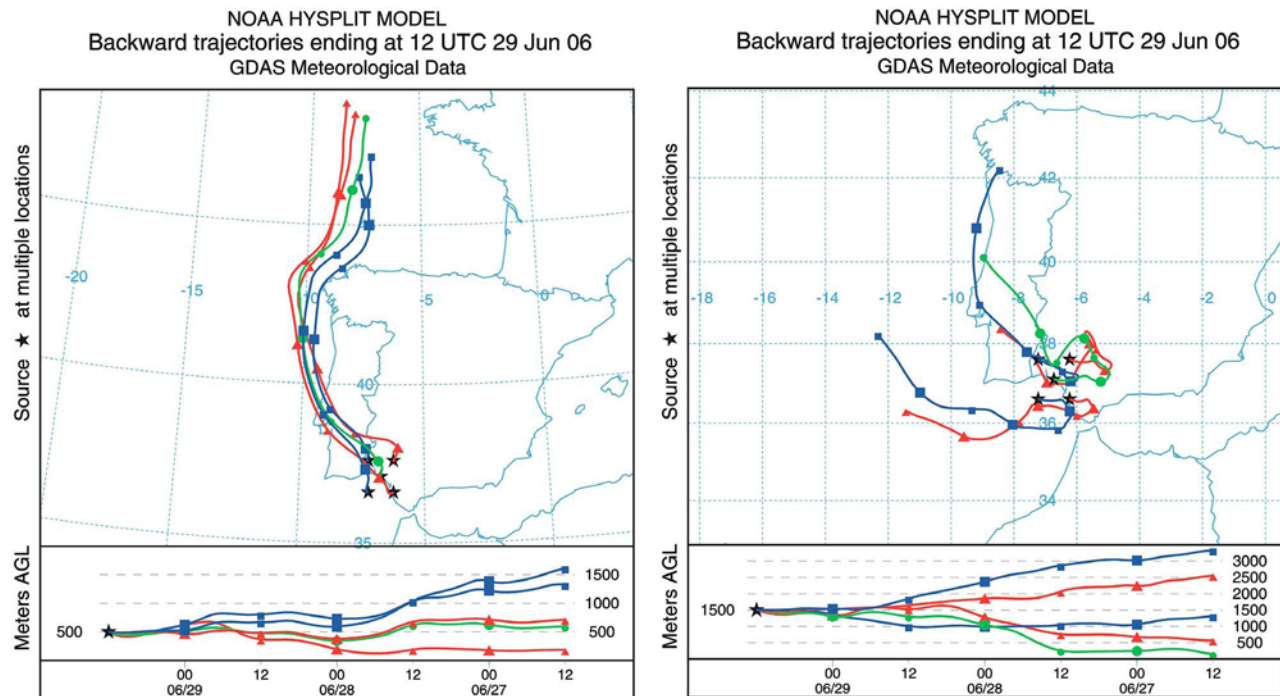 NOAA HYSPLIT MODEL
Backward trajectories ending at 12 UTC 29 Jun 06
GDAS Meteorological Data
Source ★ at multiple locations
-20
-15
-5
0
40
35
Meters AGL
500
1500
1000
500
00 12 00 12 00 12
06/29 06/28 06/27
NOAA HYSPLIT MODEL
Backward trajectories ending at 12 UTC 29 Jun 06
GDAS Meteorological Data
Source ★ at multiple locations
44
42
40
-18 -16 -14 -12 -10 -8 -6 -4 -2 0
38
36
34
Meters AGL
1500
3000
2500
2000
1500
1000
500
00 12 00 12 00 12
06/29 06/28 06/27